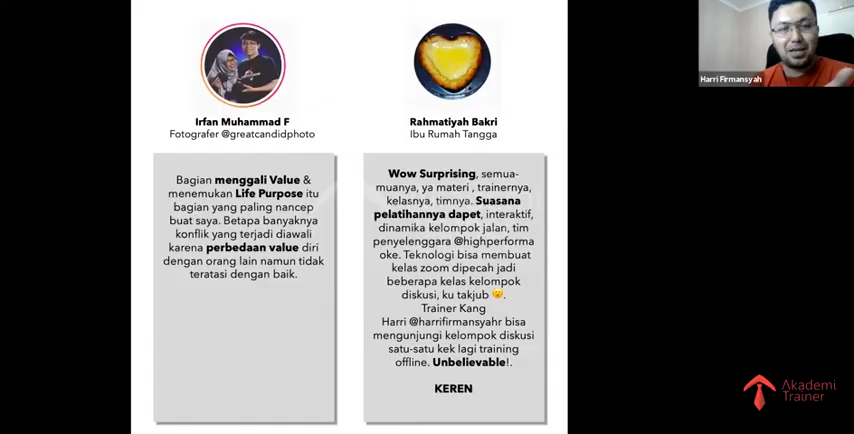 Irfan Muhammad F
Fotografer @greatcandidphoto
Bagian menggali Value &
menemukan Life Purpose itu
bagian yang paling nancep
buat saya. Betapa banyaknya
konflik yang terjadi diawali
karena perbedaan value diri
dengan orang lain namun tidak
teratasi dengan baik.
Rahmatiyah Bakri
Ibu Rumah Tangga
Wow Surprising, semua-
muanya, ya materi , trainernya,
kelasnya, timnya. Suasana
pelatihannya dapet, interaktif,
dinamika kelompok jalan, tim
penyelenggara @highperforma
oke. Teknologi bisa membuat
kelas zoom dipecah jadi
beberapa kelas kelompok
diskusi, ku takjub 😲.
Trainer Kang
Harri @harrifirmansyahr bisa
mengunjungi kelompok diskusi
satu-satu kek lagi training
offline. Unbelievable!.
KEREN
Harri Firmansyah
Akademi
Trainer